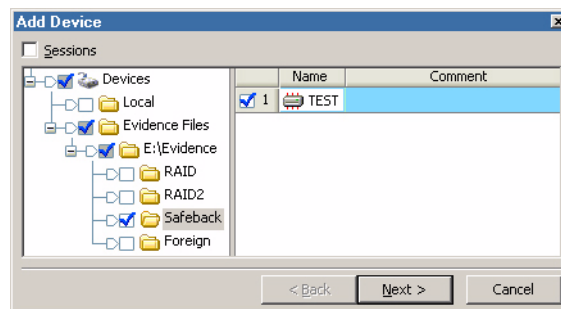 Add Device
Sessions
Devices
Local
Evidence Files
E:\Evidence
RAID
RAID2
Safeback
Foreign
Name Comment
1 TEST
< Back Next > Cancel